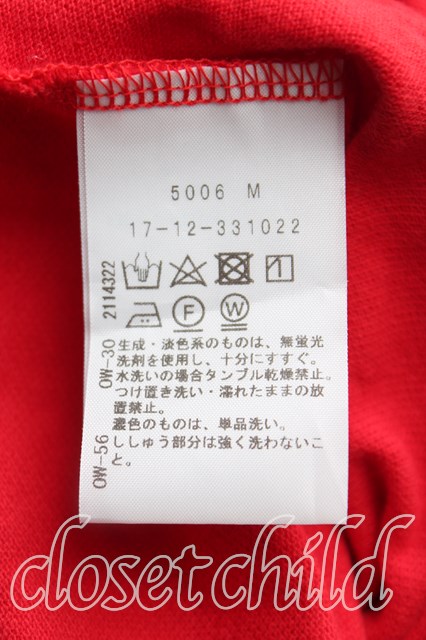 5006 M
17-12-331022
F
W
OW-30 2114322
生成・淡色系のものは、無蛍光
洗剤を使用し、十分にすすぐ。
水洗いの場合タンブル乾燥禁止。
つけ置き洗い・濡れたままの放
置禁止。
濃色のものは、単品洗い。
OW-56
ししゅう部分は強く洗わないこ
と。
closet child